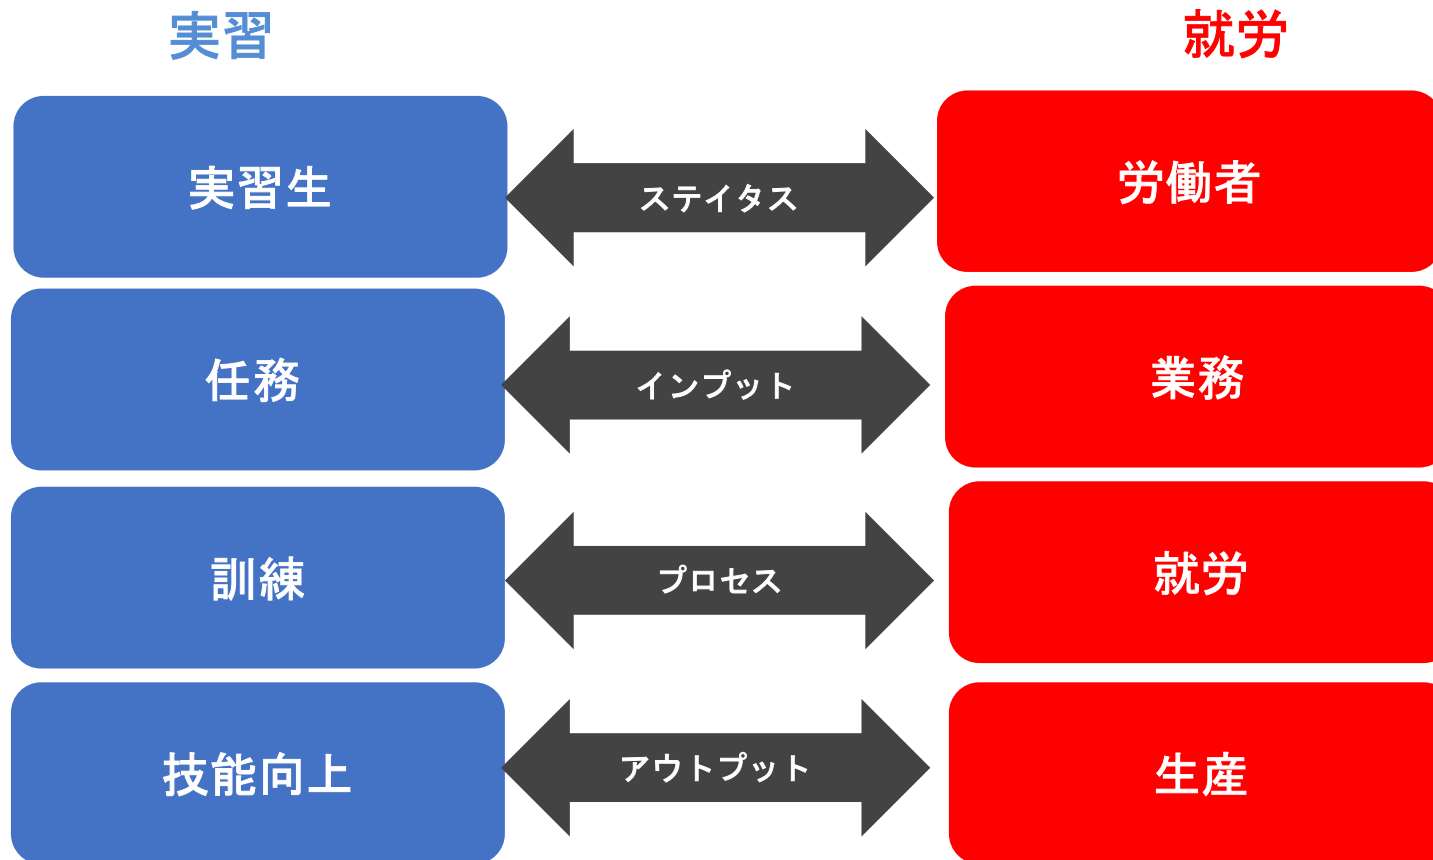 実習
就労
実習生
ステイタス
労働者
任務
インプット
業務
訓練
プロセス
就労
技能向上
アウトプット
生産